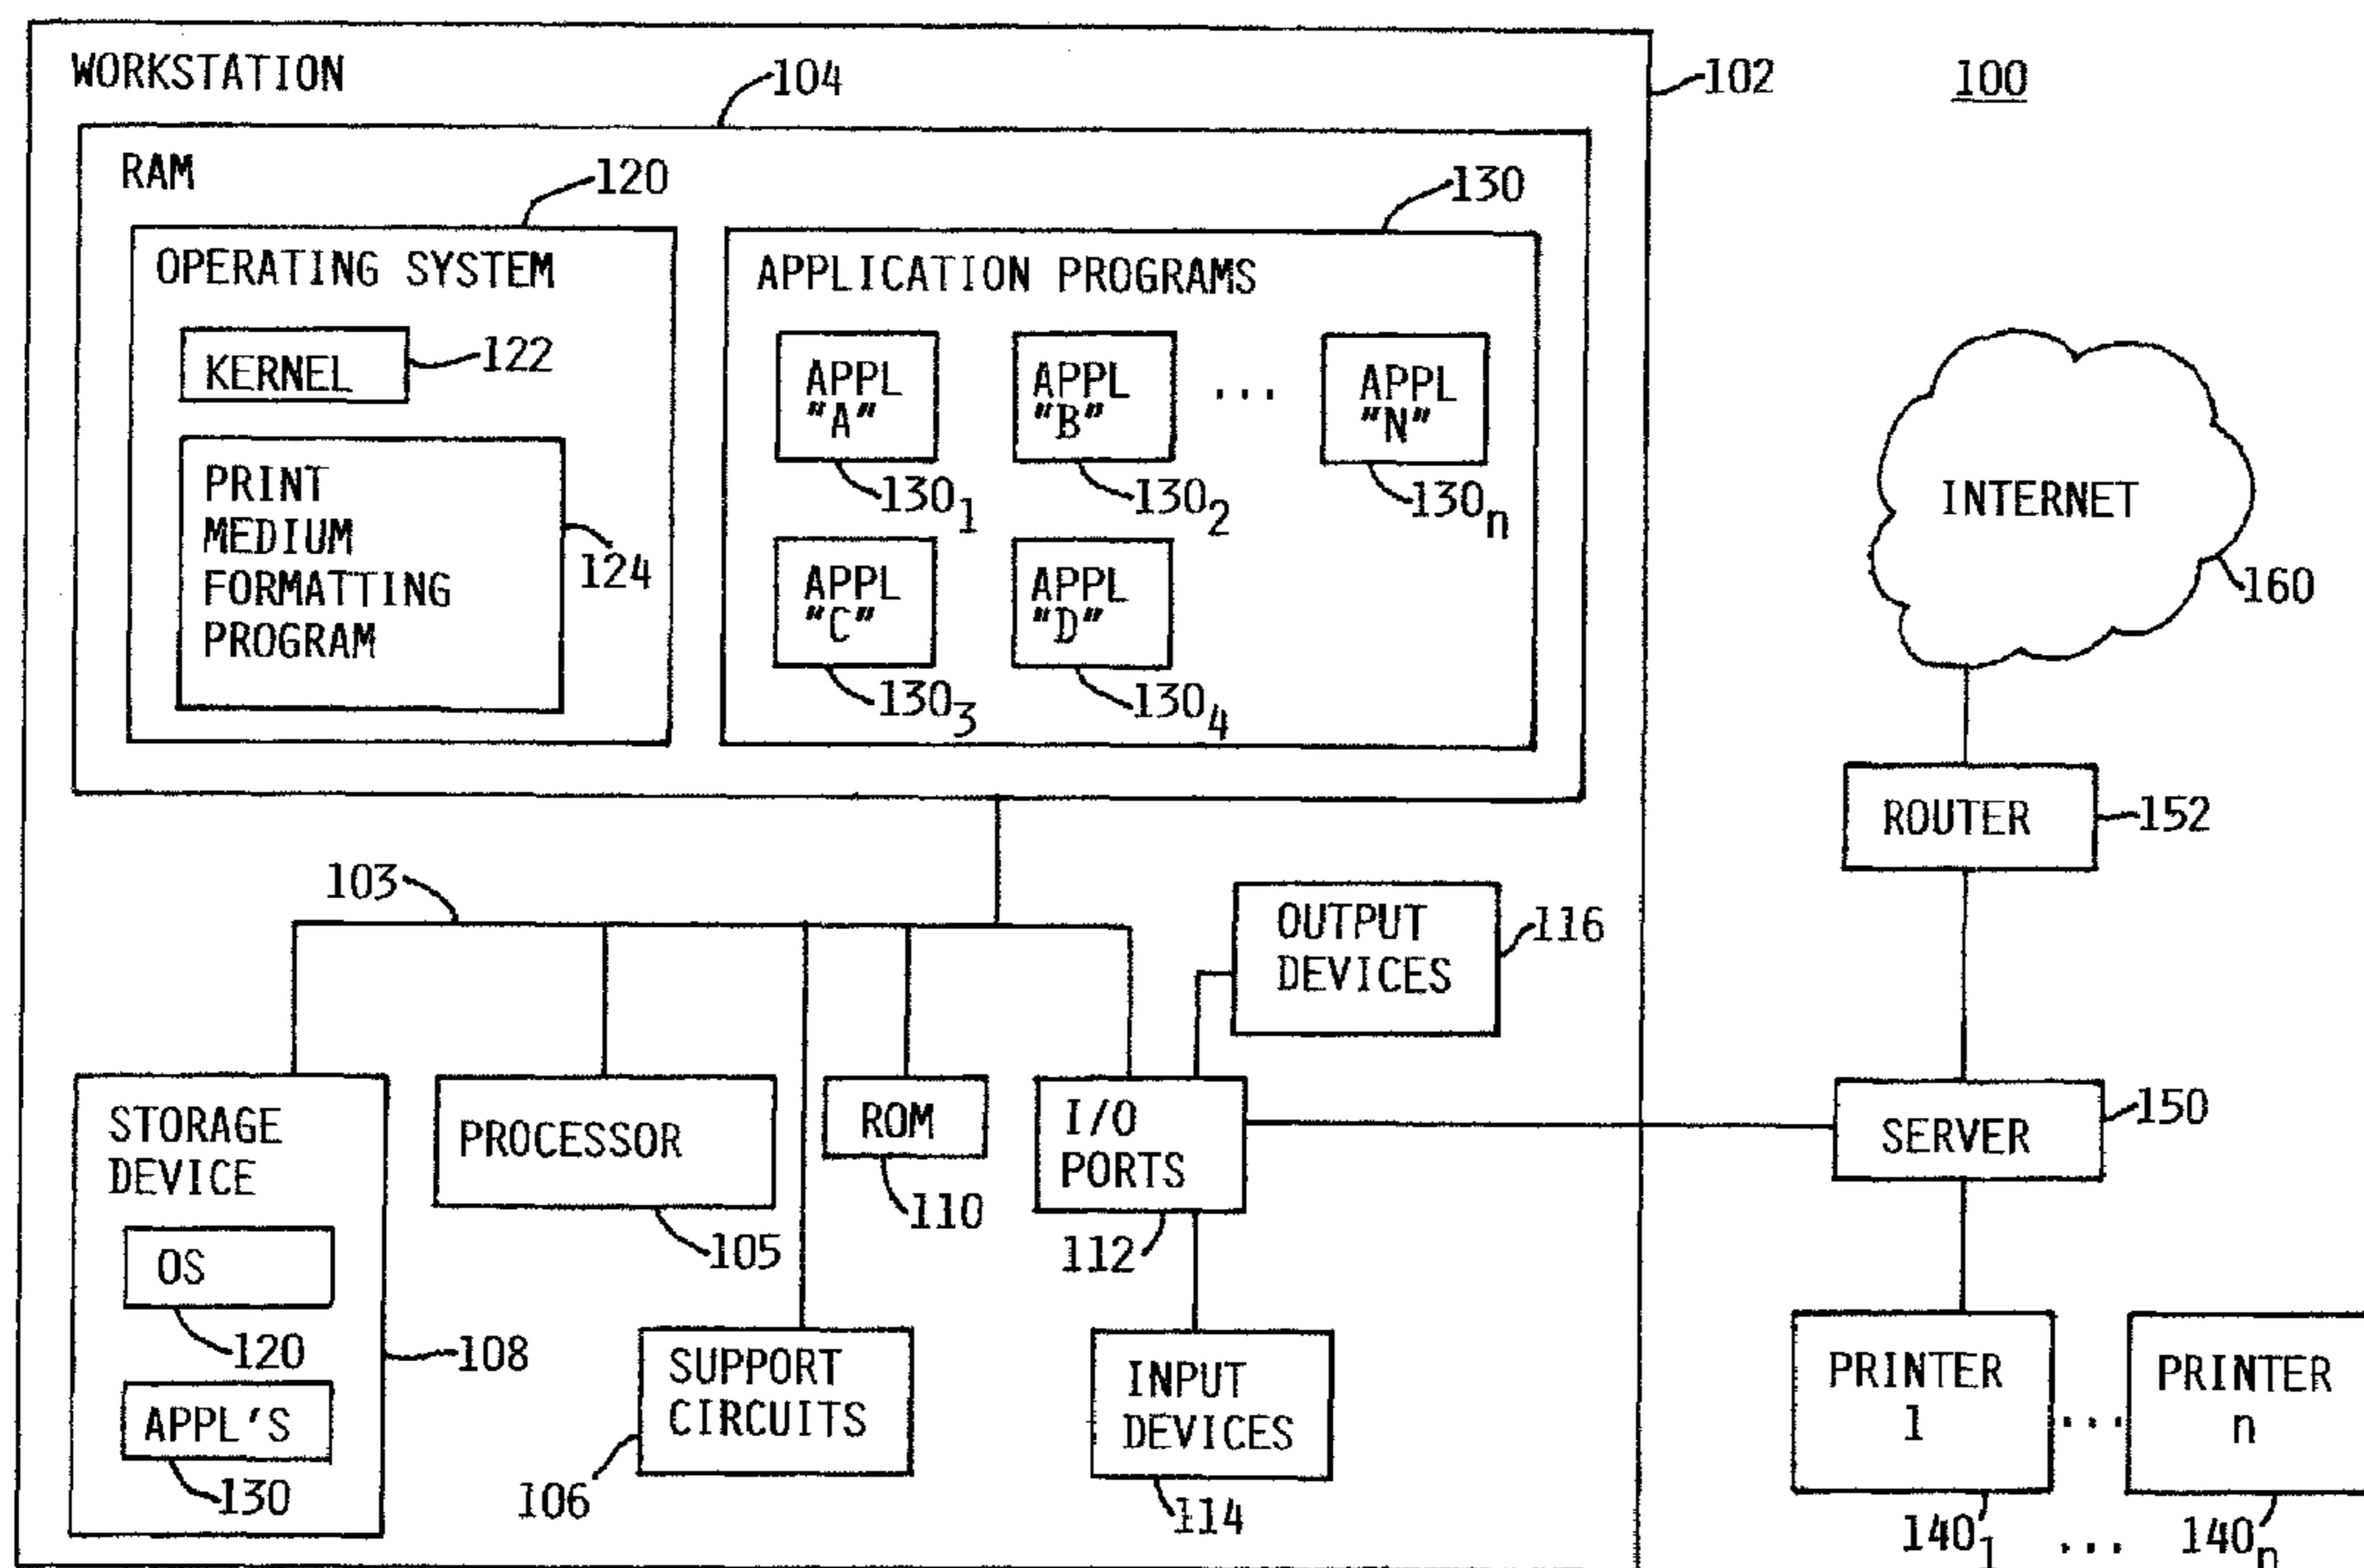 WORKSTATION
104
102
100
RAM
120
130
OPERATING SYSTEM
APPLICATION PROGRAMS
KERNEL
122
APPL
"A"
130₁
APPL
"B"
130₂
...
APPL
"N"
130ₙ
PRINT
MEDIUM
FORMATTING
PROGRAM
124
APPL
"C"
130₃
APPL
"D"
130₄
INTERNET
160
ROUTER
152
103
OUTPUT
DEVICES
116
STORAGE
DEVICE
OS
120
APPL'S
130
108
PROCESSOR
105
ROM
110
I/O
PORTS
112
SERVER
150
SUPPORT
CIRCUITS
106
INPUT
DEVICES
114
PRINTER
1
...
PRINTER
n
140₁
...
140ₙ